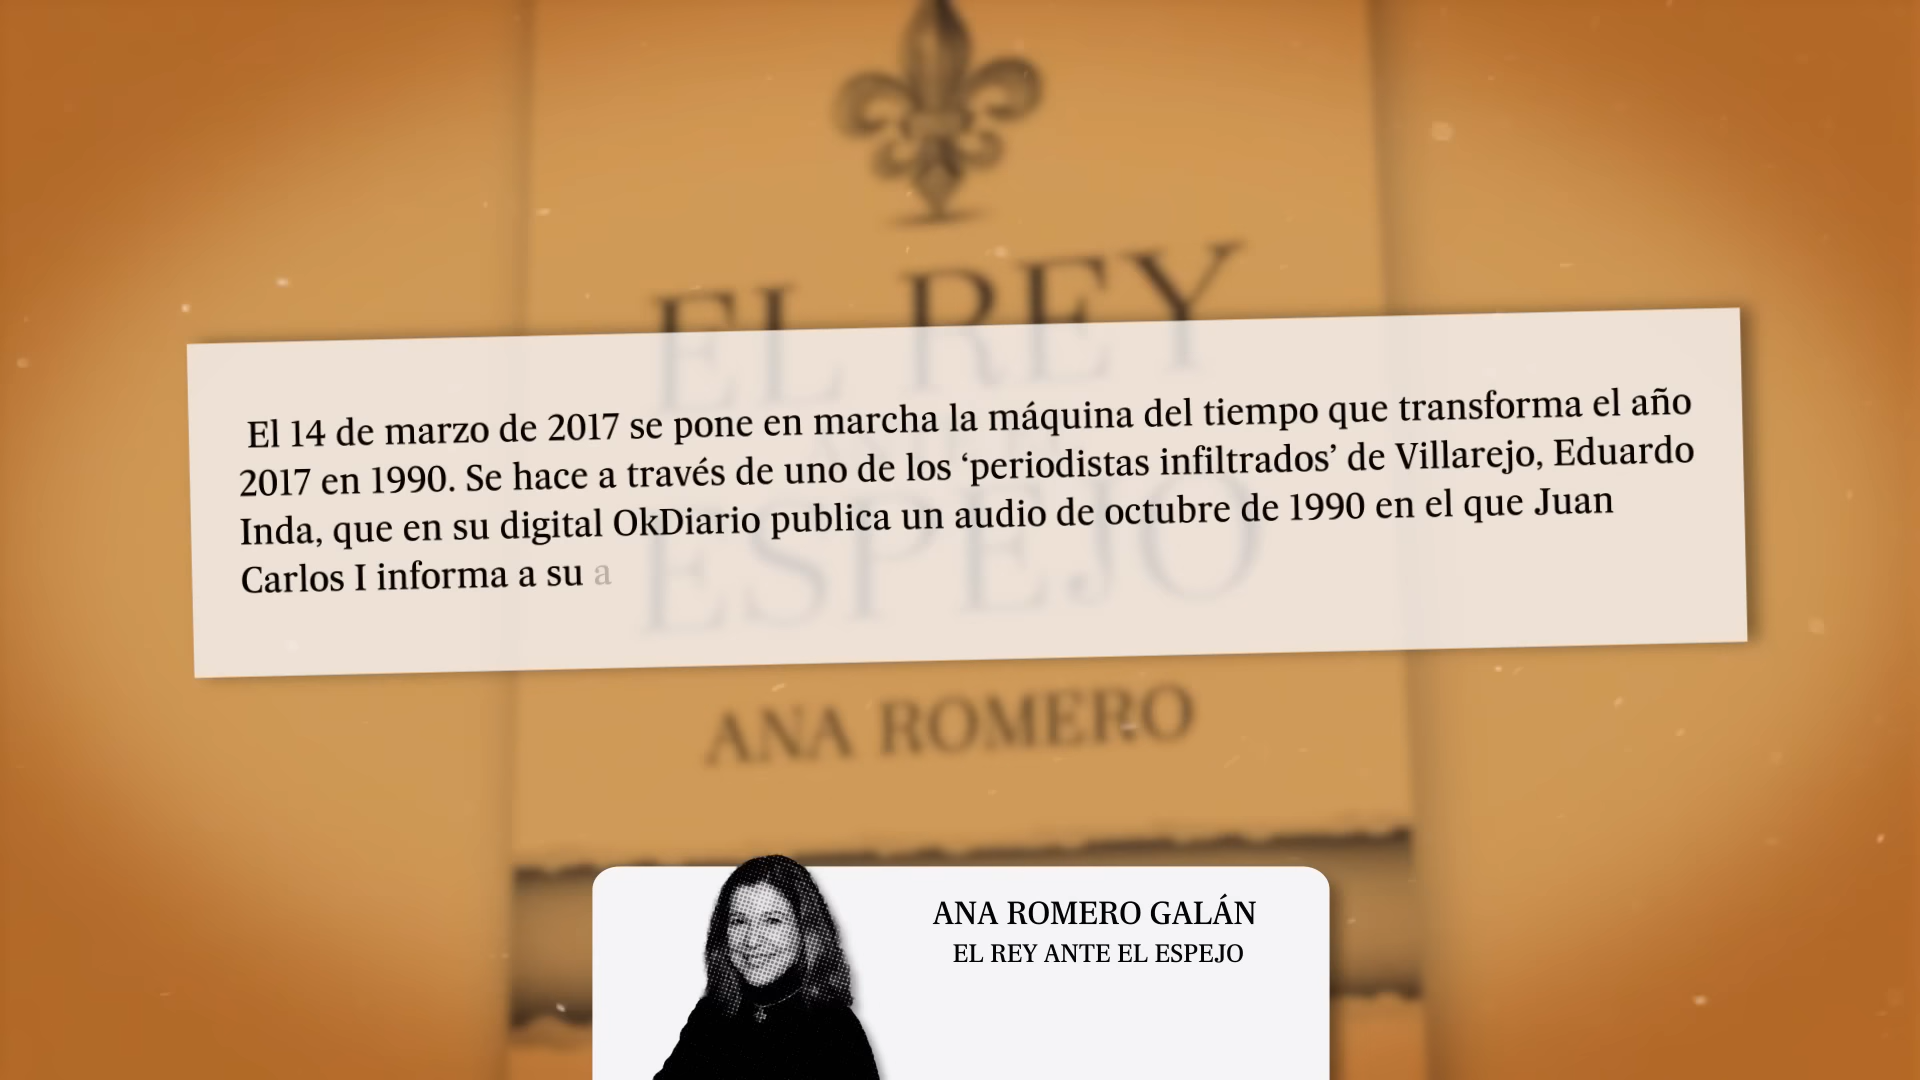 EL REY
El 14 de marzo de 2017 se pone en marcha la máquina del tiempo que transforma el año
2017 en 1990. Se hace a través de uno de los ‘periodistas infiltrados’ de Villarejo, Eduardo
Inda, que en su digital OkDiario publica un audio de octubre de 1990 en el que Juan
Carlos I informa a su a
ESPEJO
ANA ROMERO
ANA ROMERO GALÁN
EL REY ANTE EL ESPEJO